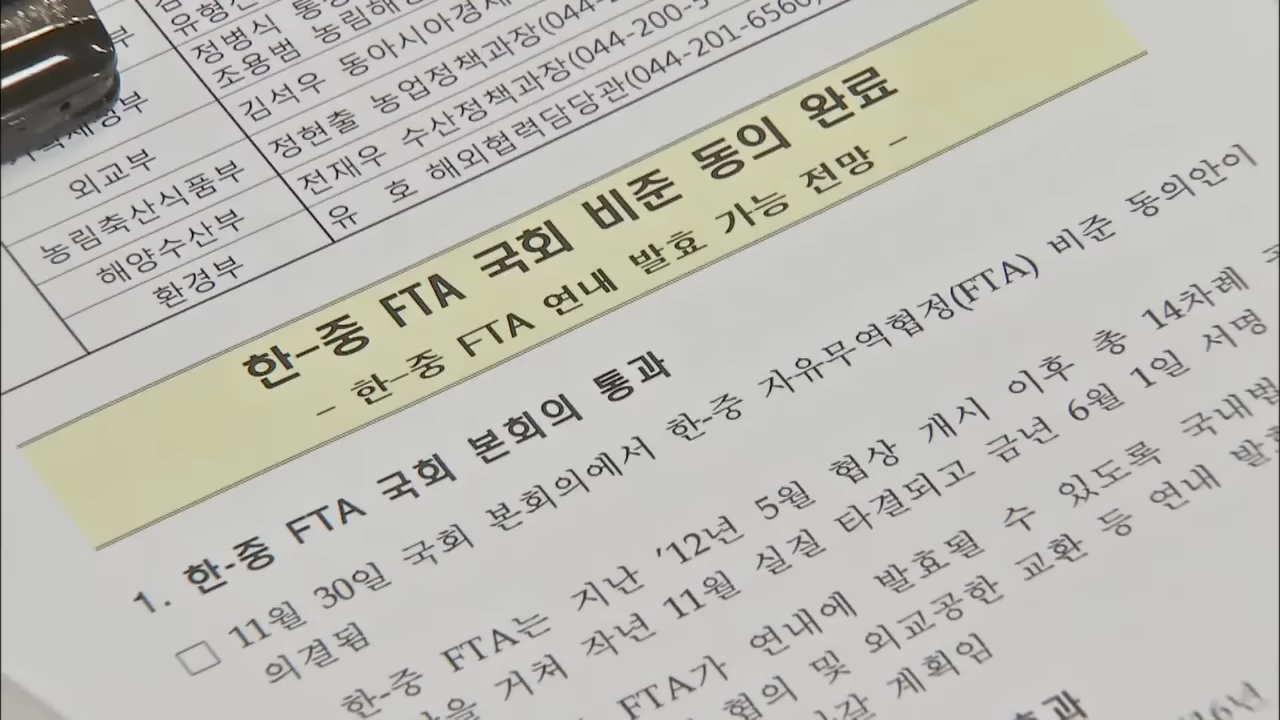 정병식
조용범 농림해양
김석우 동아시아경제
외교부
정현출 농업정책과장(044-2
농림축산식품부
전재우 수산정책과장(044-200-5
해양수산부
유 호 해외협력담당관(044-201-6560)
환경부
한-중 FTA 국회 비준 동의 완료
- 한-중 FTA 연내 발효 가능 전망 -
1. 한-중 FTA 국회 본회의 통과
□ 11월 30일 국회 본회의에서 한-중 자유무역협정(FTA) 비준 동의안이
의결됨
한-중 FTA는 지난 '12년 5월 협상 개시 이후 총 14차례
거쳐 작년 11월 실질 타결되고 금년 6월 1일 서명
FTA가 연내에 발효될 수 있도록 국내법
협의 및 외교공한 교환 등 연내 발효
계획임